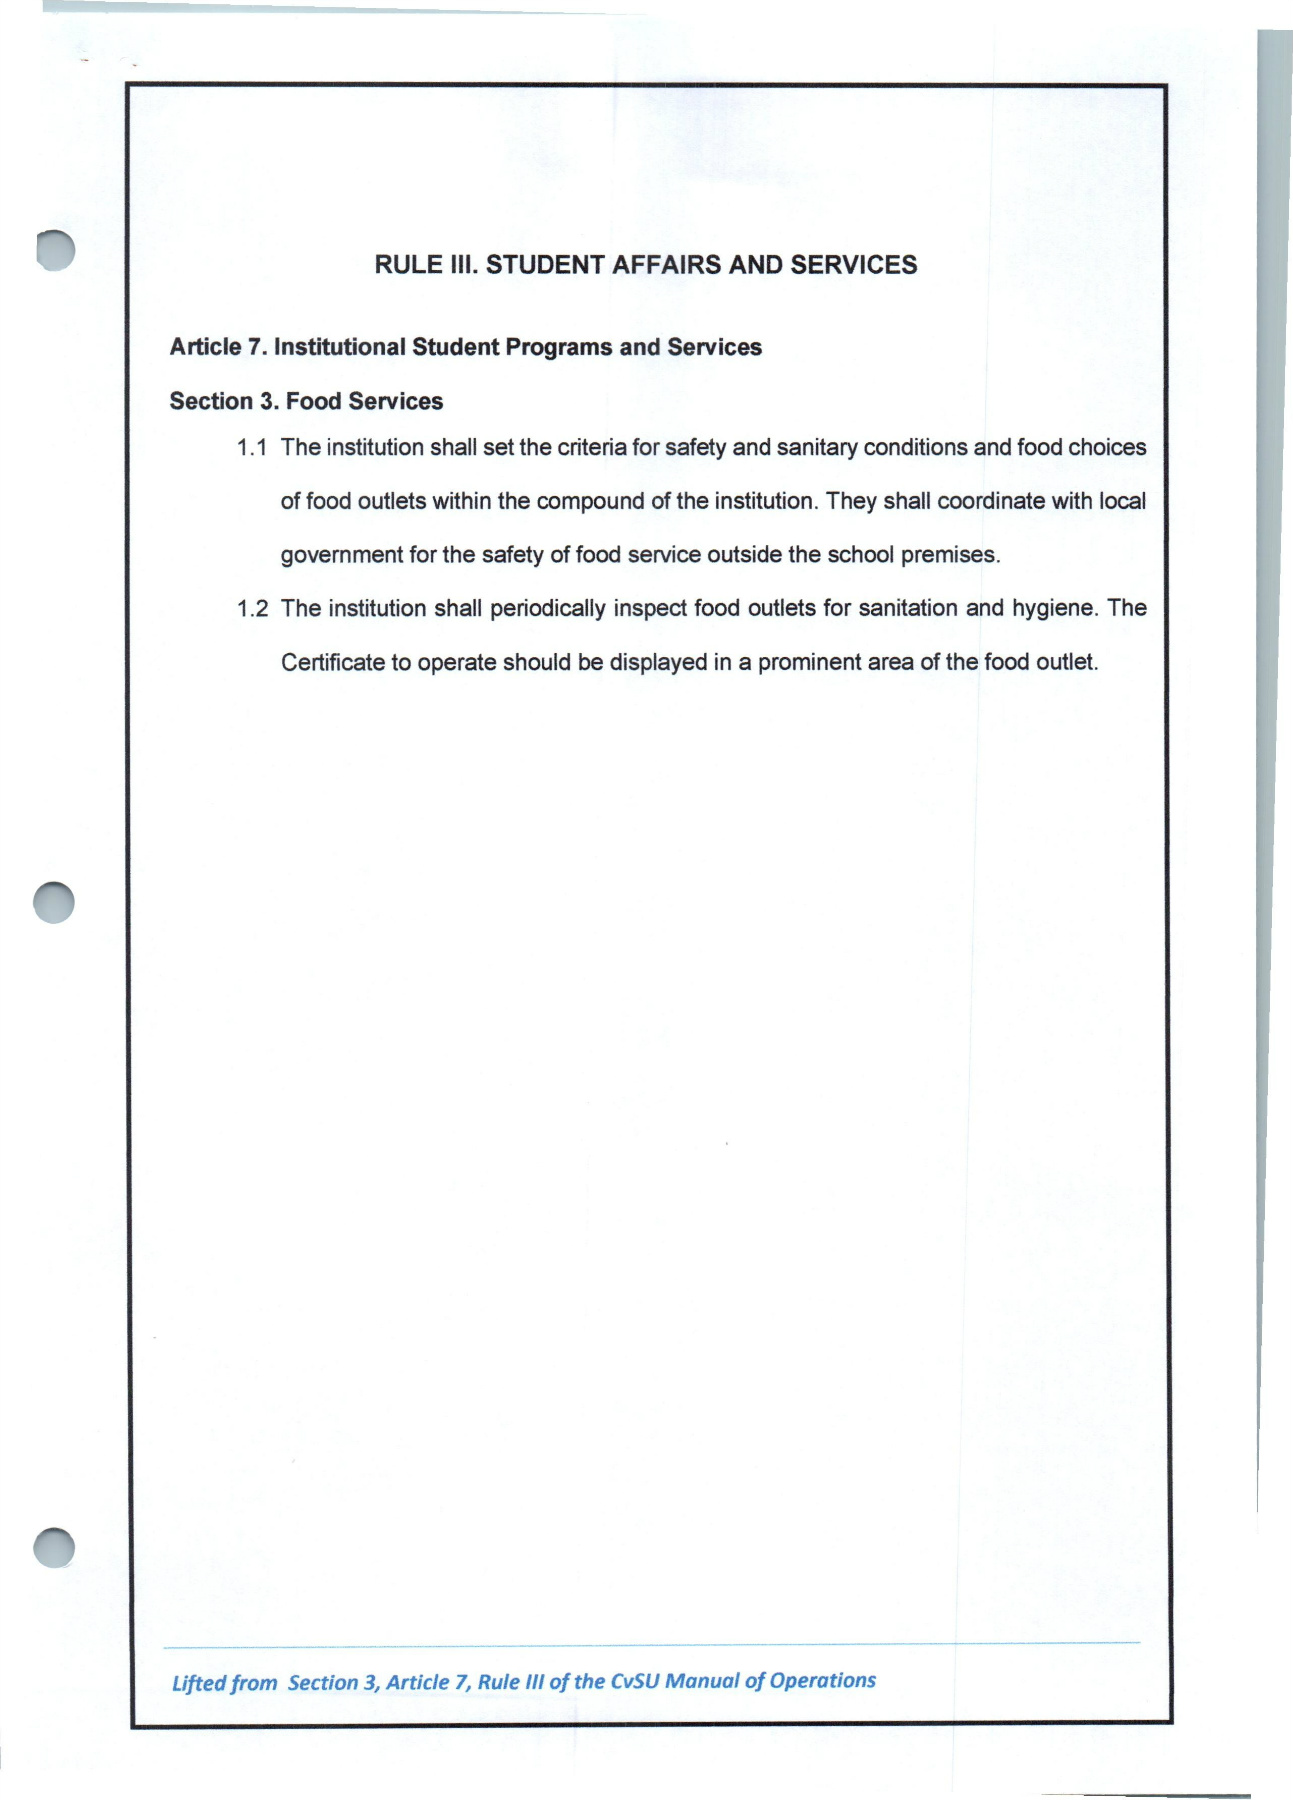 RULE III. STUDENT AFFAIRS AND SERVICES
Article 7. Institutional Student Programs and Services
Section 3. Food Services
1.1 The institution shall set the criteria for safety and sanitary conditions and food choices
of food outlets within the compound of the institution. They shall coordinate with local
government for the safety of food service outside the school premises.
1.2 The institution shall periodically inspect food outlets for sanitation and hygiene. The
Certificate to operate should be displayed in a prominent area of the food outlet.
Lifted from Section 3, Article 7, Rule III of the CvSU Manual of Operations